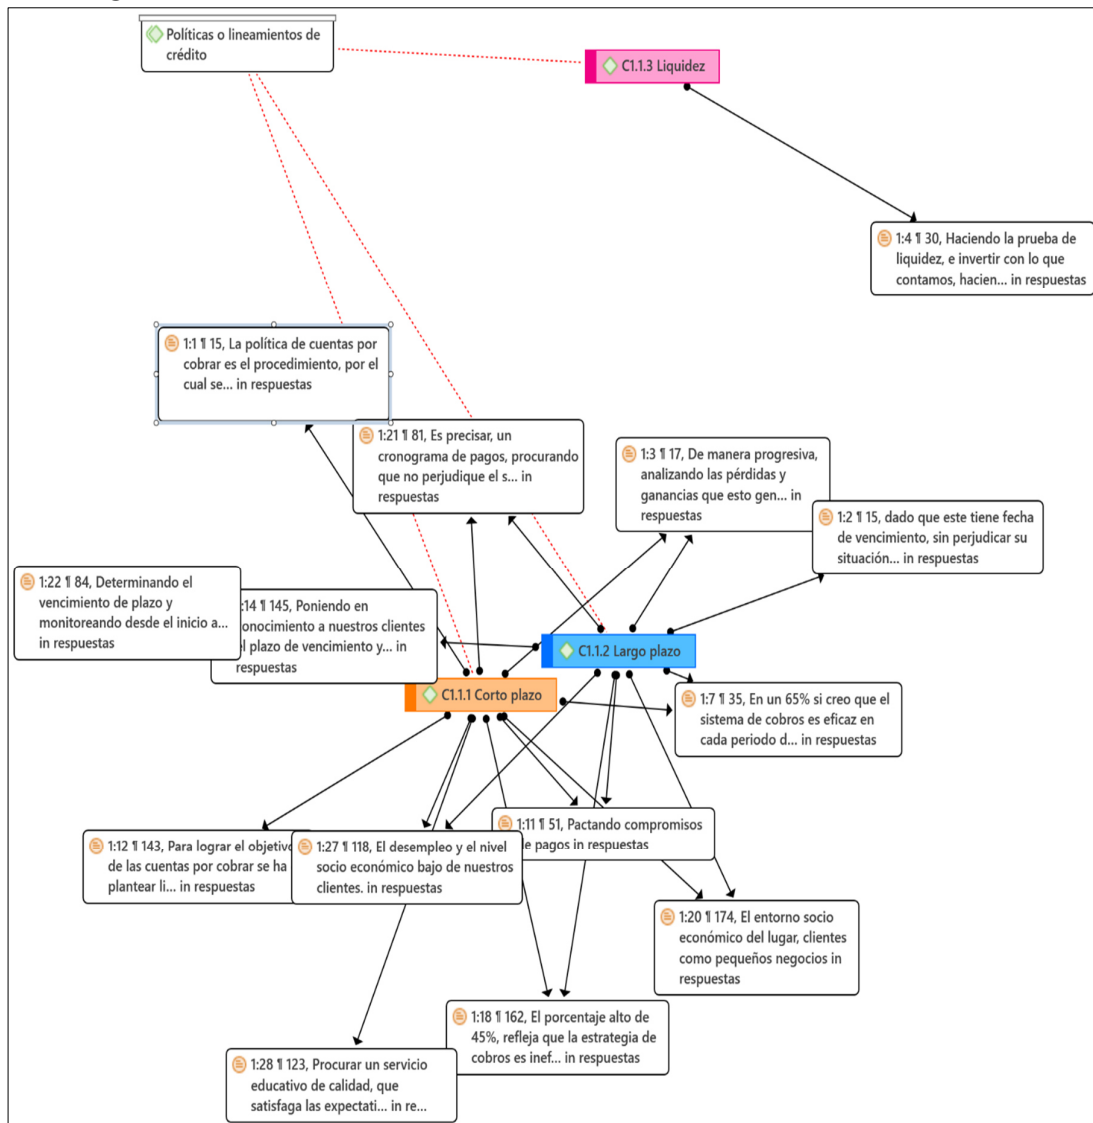 Políticas o lineamientos de
crédito
C1.1.3 Liquidez
1:4 ¶ 30, Haciendo la prueba de
liquidez, e invertir con lo que
contamos, hacien... in respuestas
1:1 ¶ 15, La política de cuentas por
cobrar es el procedimiento, por el
cual se... in respuestas
1:21 ¶ 81, Es precisar, un
cronograma de pagos, procurando
que no perjudique el s... in
respuestas
1:3 ¶ 17, De manera progresiva,
analizando las pérdidas y
ganancias que esto gen... in
respuestas
1:2 ¶ 15, dado que este tiene fecha
de vencimiento, sin perjudicar su
situación... in respuestas
1:22 ¶ 84, Determinando el
vencimiento de plazo y
monitoreando desde el inicio a...
in respuestas
:14 ¶ 145, Poniendo en
onocimiento a nuestros clientes
el plazo de vencimiento y... in
respuestas
C1.1.2 Largo plazo
C1.1.1 Corto plazo
1:7 ¶ 35, En un 65% si creo que el
sistema de cobros es eficaz en
cada periodo d... in respuestas
1:11 ¶ 51, Pactando compromisos
de pagos in respuestas
1:12 ¶ 143, Para lograr el objetivo
de las cuentas por cobrar se ha
plantear li... in respuestas
1:27 ¶ 118, El desempleo y el nivel
socio económico bajo de nuestros
clientes. in respuestas
1:20 ¶ 174, El entorno socio
económico del lugar, clientes
como pequeños negocios in
respuestas
1:18 ¶ 162, El porcentaje alto de
45%, refleja que la estrategia de
cobros es inef... in respuestas
1:28 ¶ 123, Procurar un servicio
educativo de calidad, que
satisfaga las expectati... in re...